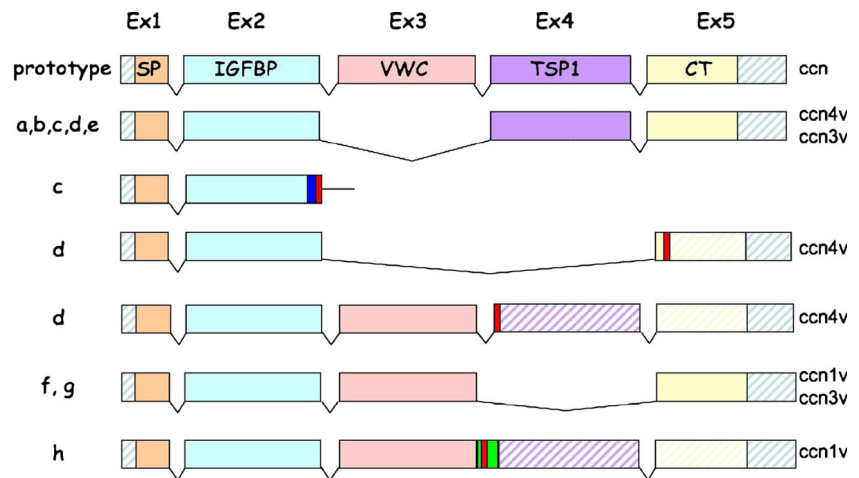 Ex1 Ex2 Ex3 Ex4 Ex5
prototype SP IGFBP VWC TSP1 CT ccn
a,b,c,d,e ccn4v
ccn3v
c
d ccn4v
d ccn4v
f, g ccn1v
ccn3v
h ccn1v